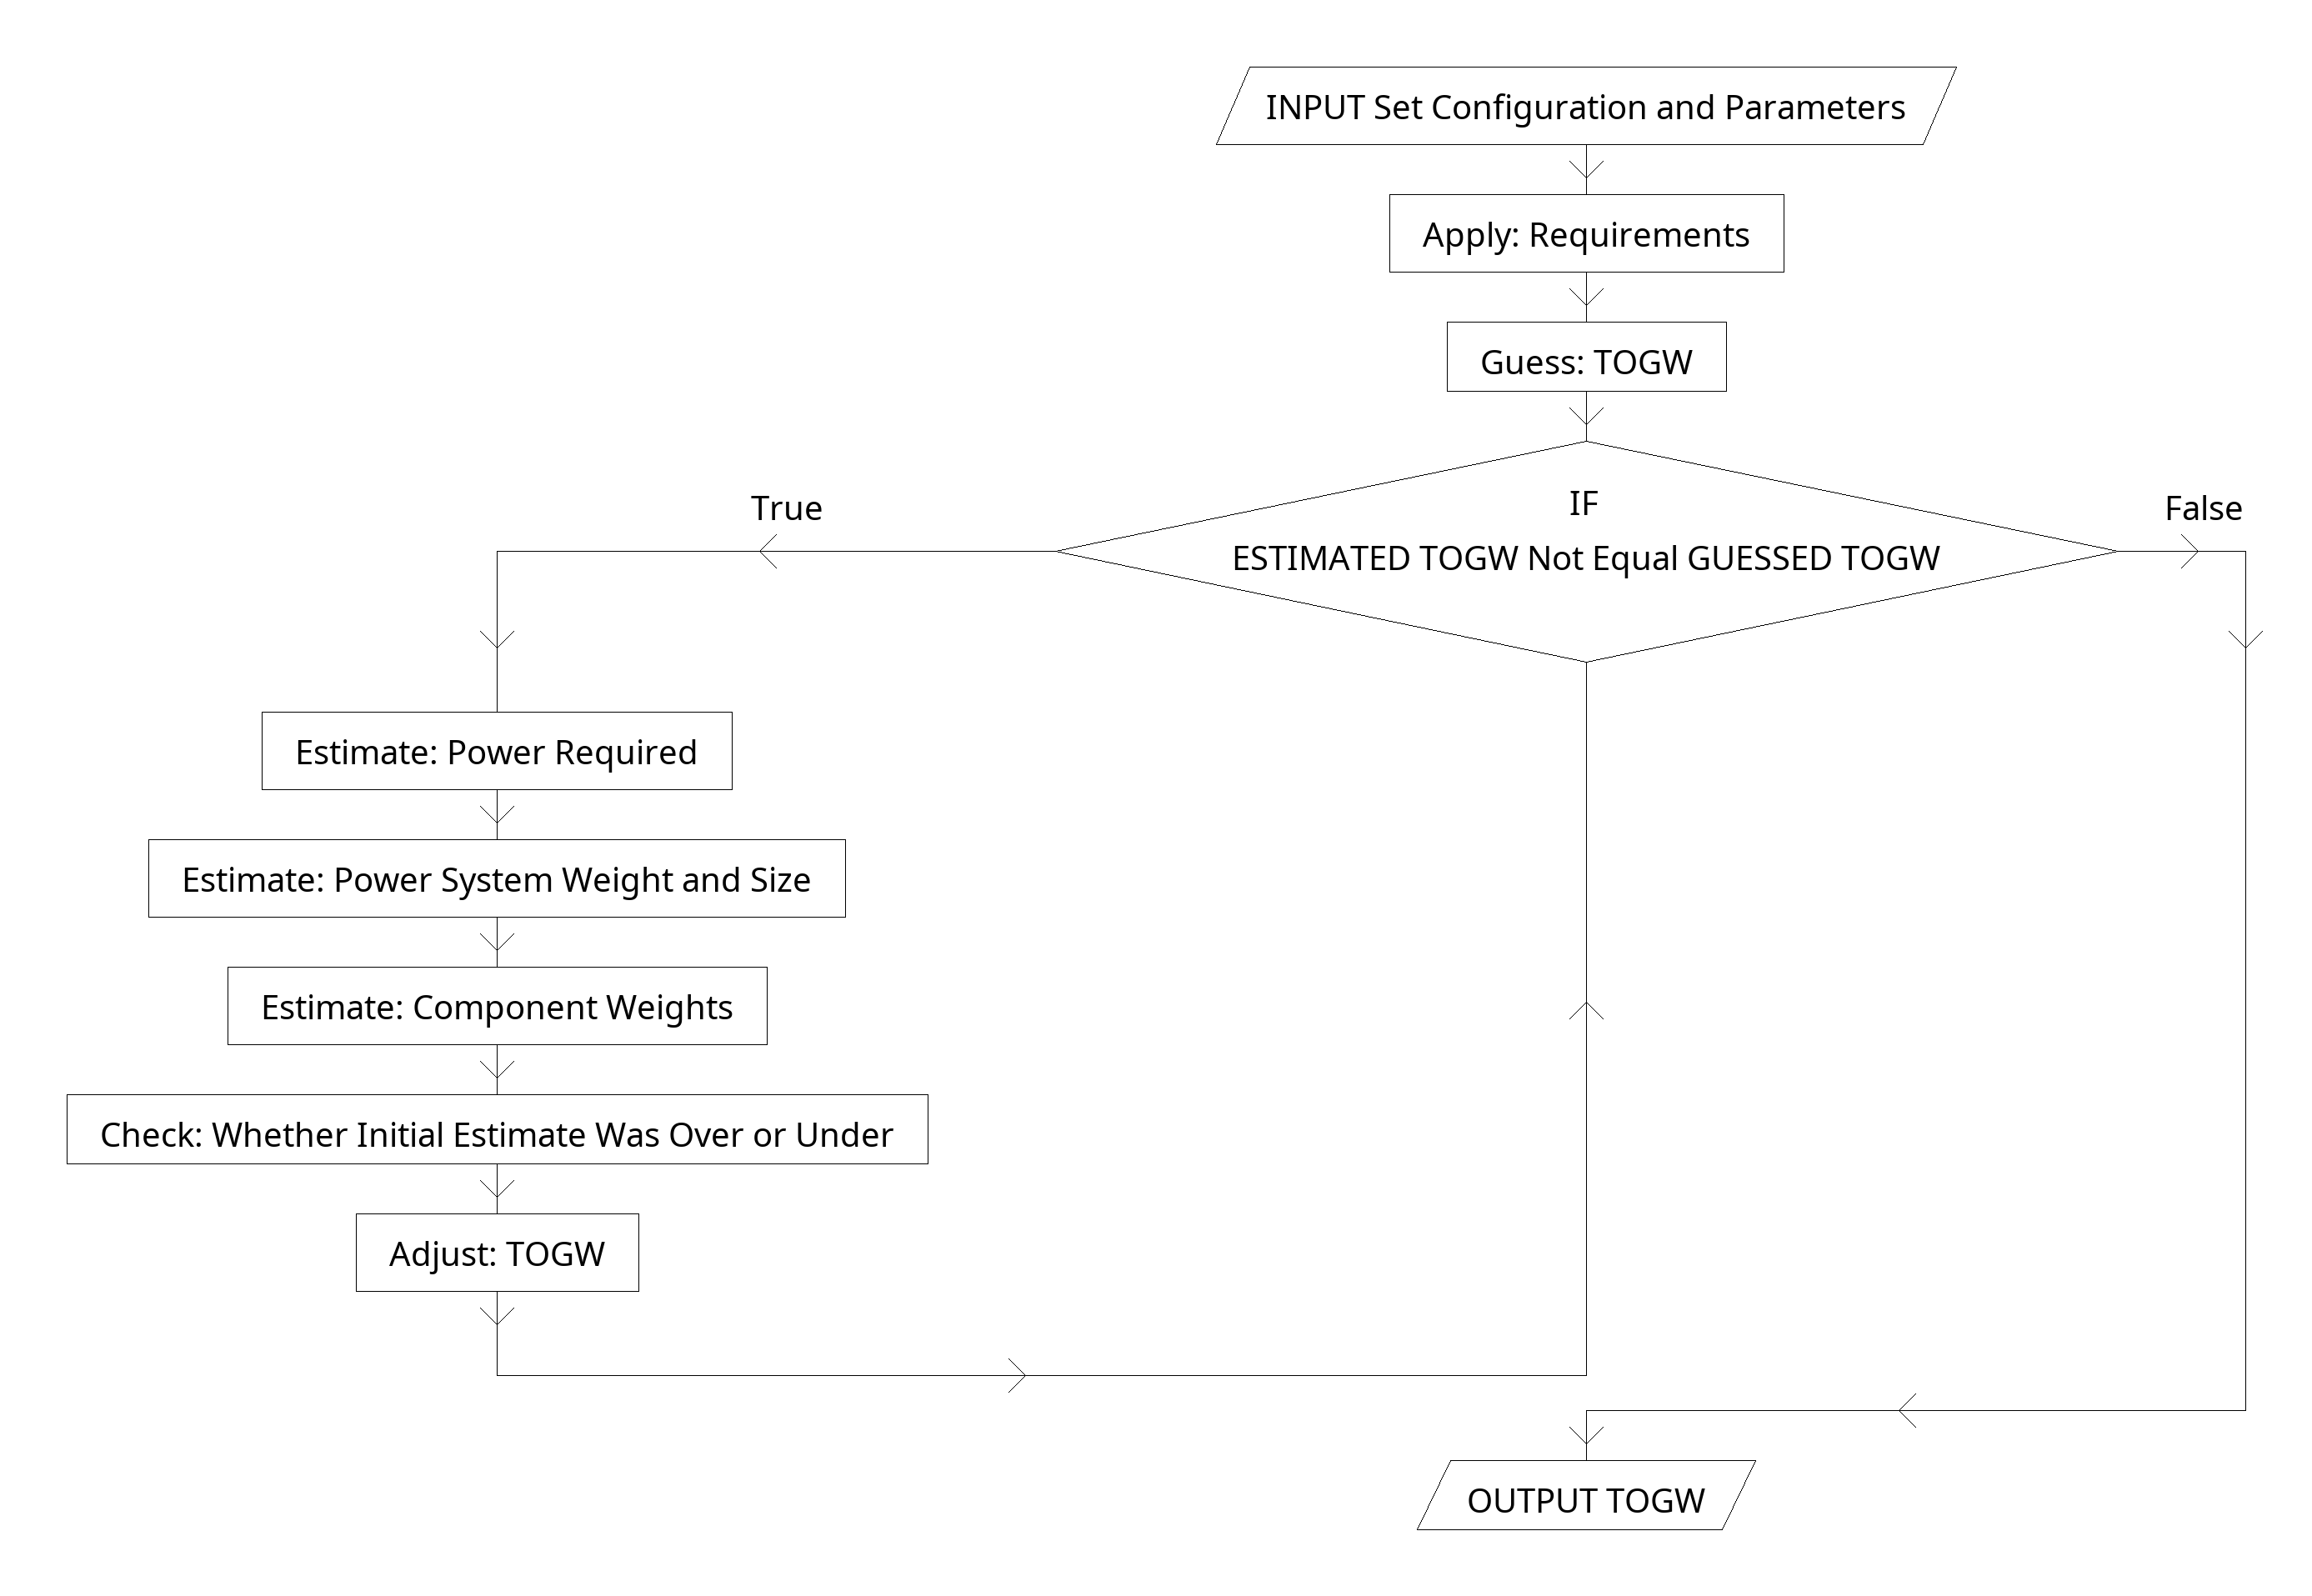 INPUT Set Configuration and Parameters
Apply: Requirements
Guess: TOGW
IF
ESTIMATED TOGW Not Equal GUESSED TOGW
True
False
Estimate: Power Required
Estimate: Power System Weight and Size
Estimate: Component Weights
Check: Whether Initial Estimate Was Over or Under
Adjust: TOGW
OUTPUT TOGW